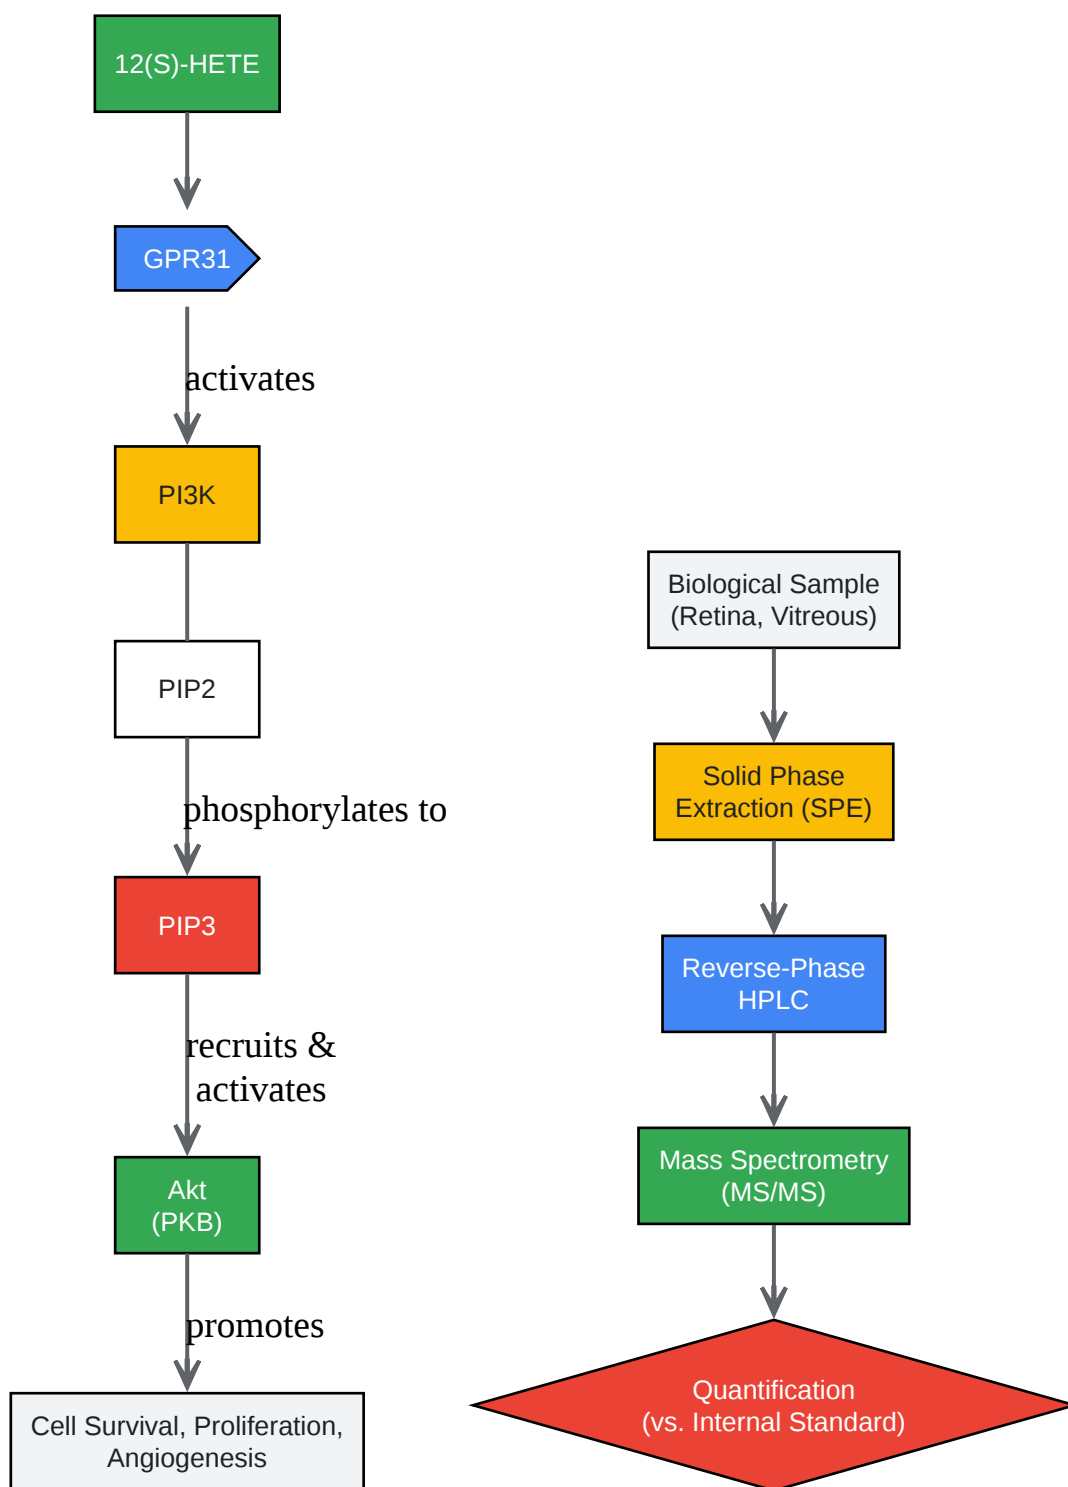 12(S)-HETE
GPR31
activates
PI3K
PIP2
phosphorylates to
PIP3
recruits &
activates
Akt
(PKB)
promotes
Cell Survival, Proliferation,
Angiogenesis
Biological Sample
(Retina, Vitreous)
Solid Phase
Extraction (SPE)
Reverse-Phase
HPLC
Mass Spectrometry
(MS/MS)
Quantification
(vs. Internal Standard)